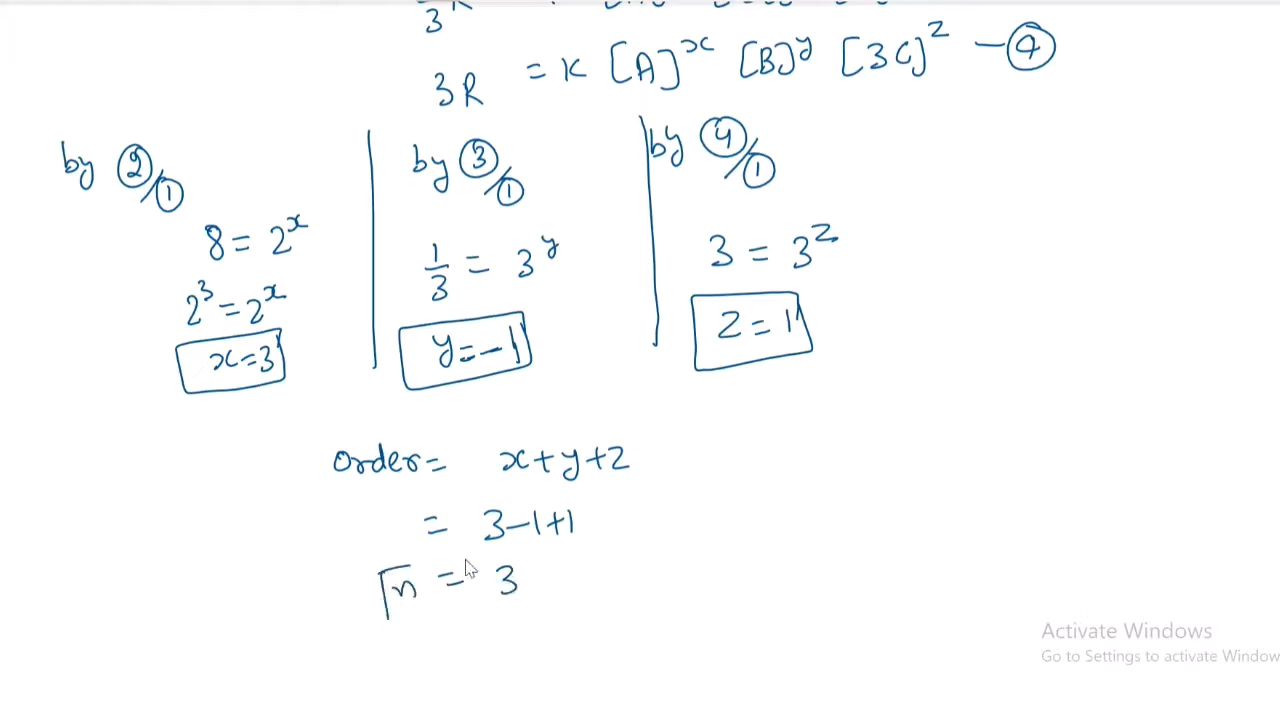 3R = K [A]^x [B]^y [3C]^z — ④
by ②/①
8 = 2^x
2^3 = 2^x
x = 3
by ③/①
1/3 = 3^y
y = -1
by ④/①
3 = 3^z
z = 1
order = x + y + z
= 3 - 1 + 1
n = 3
Activate Windows
Go to Settings to activate Window